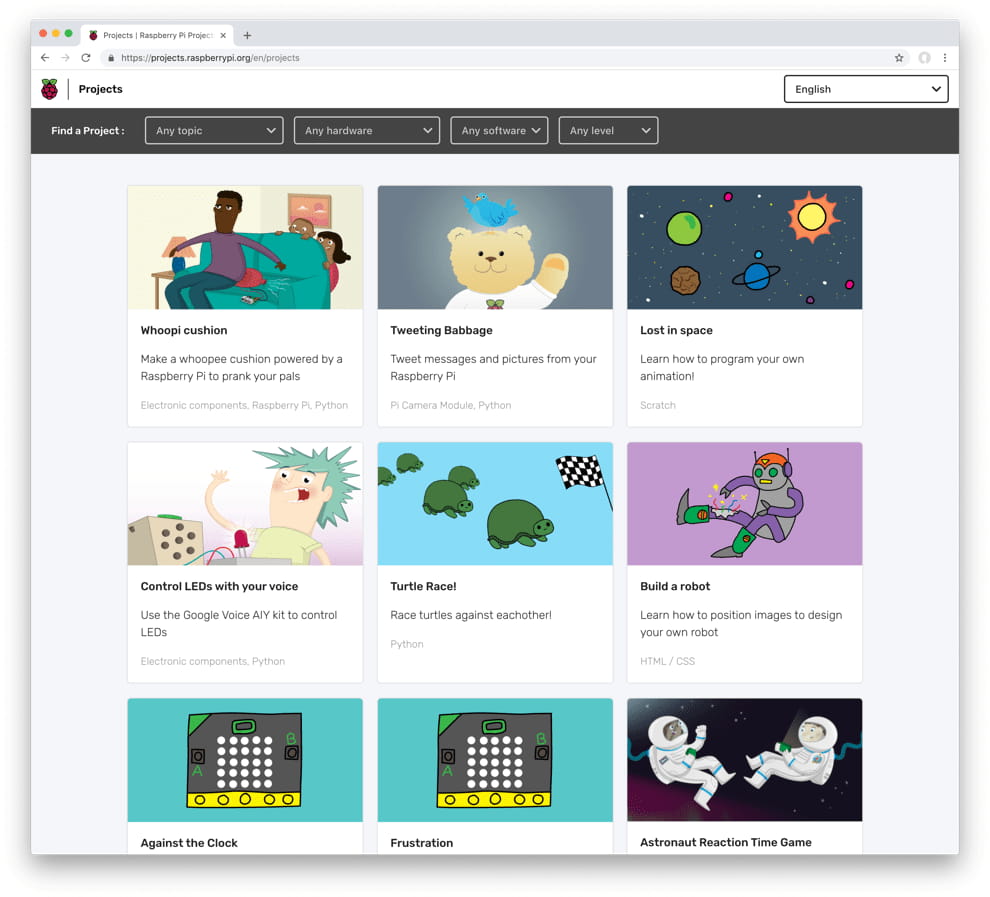 Projects | Raspberry Pi Project
https://projects.raspberrypi.org/en/projects
Projects
English
Find a Project :
Any topic
Any hardware
Any software
Any level
Whoopi cushion
Make a whoopee cushion powered by a
Raspberry Pi to prank your pals
Electronic components, Raspberry Pi, Python
Tweeting Babbage
Tweet messages and pictures from your
Raspberry Pi
Pi Camera Module, Python
Lost in space
Learn how to program your own
animation!
Scratch
Control LEDs with your voice
Use the Google Voice AIY kit to control
LEDs
Electronic components, Python
Turtle Race!
Race turtles against eachother!
Python
Build a robot
Learn how to position images to design
your own robot
HTML / CSS
A
B
Against the Clock
A
B
Frustration
Astronaut Reaction Time Game